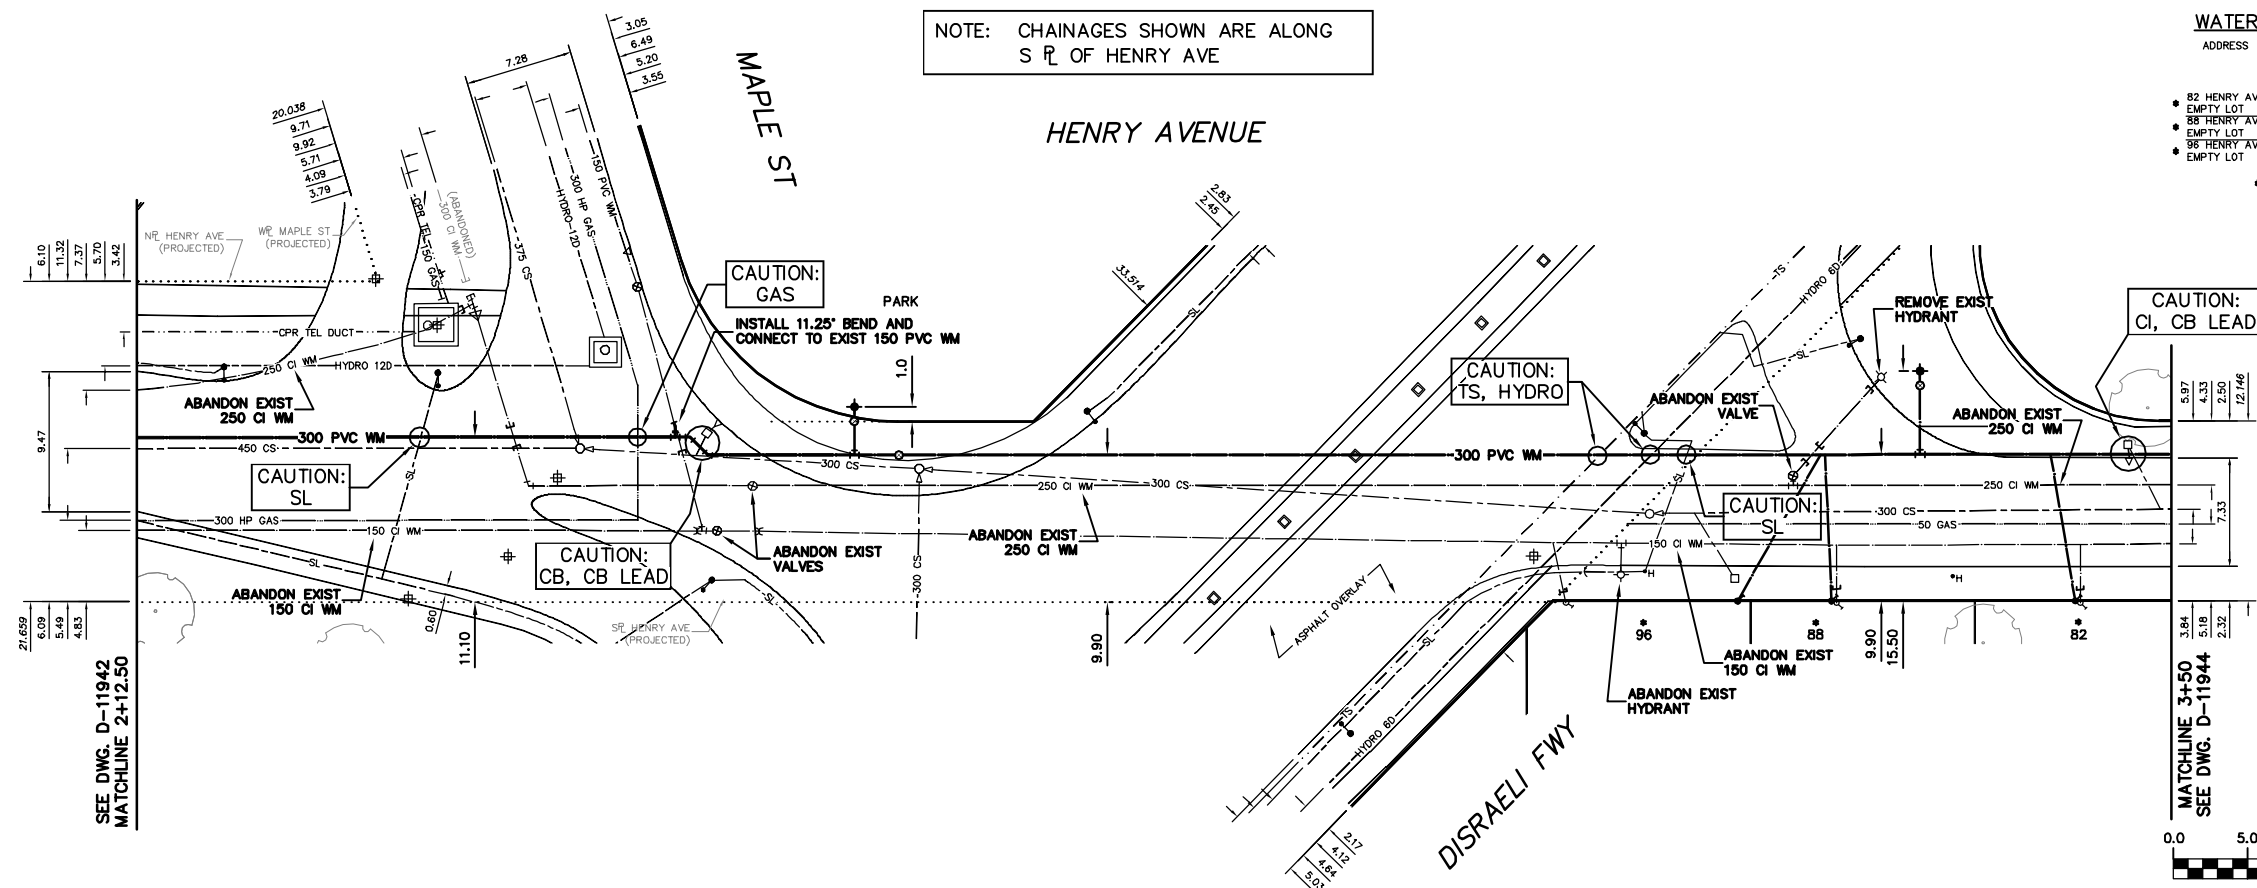 NOTE: CHAINAGES SHOWN ARE ALONG
S PL OF HENRY AVE
WATER
ADDRESS
* 82 HENRY AV
EMPTY LOT
* 88 HENRY AV
EMPTY LOT
* 96 HENRY AV
EMPTY LOT
*
HENRY AVENUE
MAPLE ST
DISRAELI FWY
3.05
6.49
5.20
3.55
7.28
20.038
9.71
9.92
5.71
4.09
3.79
2.83
2.45
33.514
6.10
11.32
7.37
5.70
3.42
9.47
NPL HENRY AVE
(PROJECTED)
WPL MAPLE ST
(PROJECTED)
CPR TEL
150 GAS
(ABANDONED)
300 CI WM
375 CS
HYDRO-12D
300 HP GAS
150 PVC WM
CPR TEL DUCT
250 CI WM
HYDRO 12D
ABANDON EXIST
250 CI WM
300 PVC WM
450 CS
CAUTION:
SL
SL
300 HP GAS
150 CI WM
SL
ABANDON EXIST
150 CI WM
0.60
11.10
21.659
6.09
5.49
4.83
SEE DWG. D-11942
MATCHLINE 2+12.50
CAUTION:
GAS
PARK
INSTALL 11.25° BEND AND
CONNECT TO EXIST 150 PVC WM
1.0
300 CS
250 CI WM
300 CS
ABANDON EXIST
250 CI WM
ABANDON EXIST
VALVES
CAUTION:
CB, CB LEAD
300 CS
SL
SPL HENRY AVE
(PROJECTED)
9.90
SL
ASPHALT OVERLAY
TS
HYDRO 6D
SL
CAUTION:
TS, HYDRO
ABANDON EXIST
VALVE
REMOVE EXIST
HYDRANT
CAUTION:
CI, CB LEAD
300 PVC WM
ABANDON EXIST
250 CI WM
250 CI WM
SL
CAUTION:
SL
300 CS
50 GAS
150 CI WM
H
H
*
96
*
88
*
82
9.90
15.50
ABANDON EXIST
150 CI WM
ABANDON EXIST
HYDRANT
SL
TS
HYDRO 6D
2.17
4.12
4.64
5.03
5.97
4.33
2.50
12.146
7.33
3.84
5.18
2.32
MATCHLINE 3+50
SEE DWG. D-11944
0.0 5.0